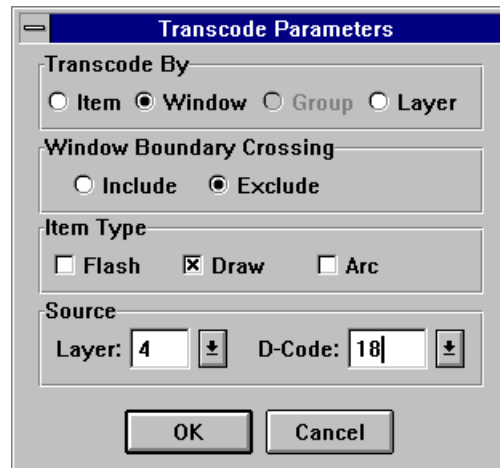 Transcode Parameters
Transcode By
Item Window Group Layer
Window Boundary Crossing
Include Exclude
Item Type
Flash Draw Arc
Source
Layer: 4 D-Code: 18
OK Cancel